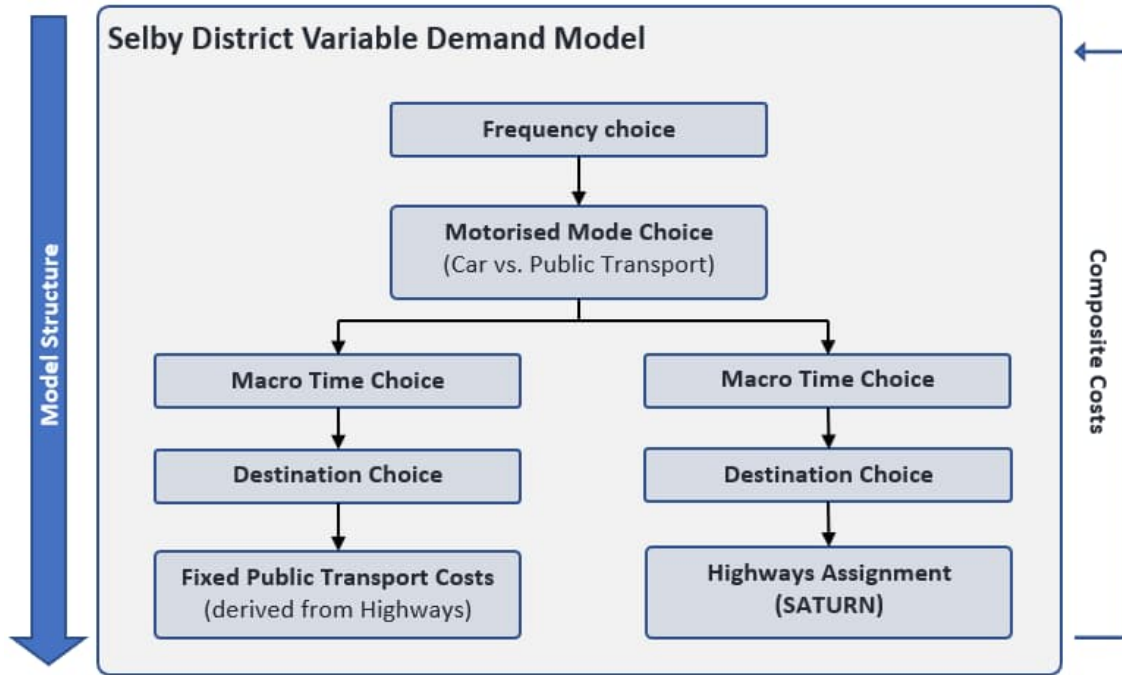 Selby District Variable Demand Model
Frequency choice
Motorised Mode Choice
(Car vs. Public Transport)
Macro Time Choice
Macro Time Choice
Destination Choice
Destination Choice
Fixed Public Transport Costs
(derived from Highways)
Highways Assignment
(SATURN)
Model Structure
Composite Costs